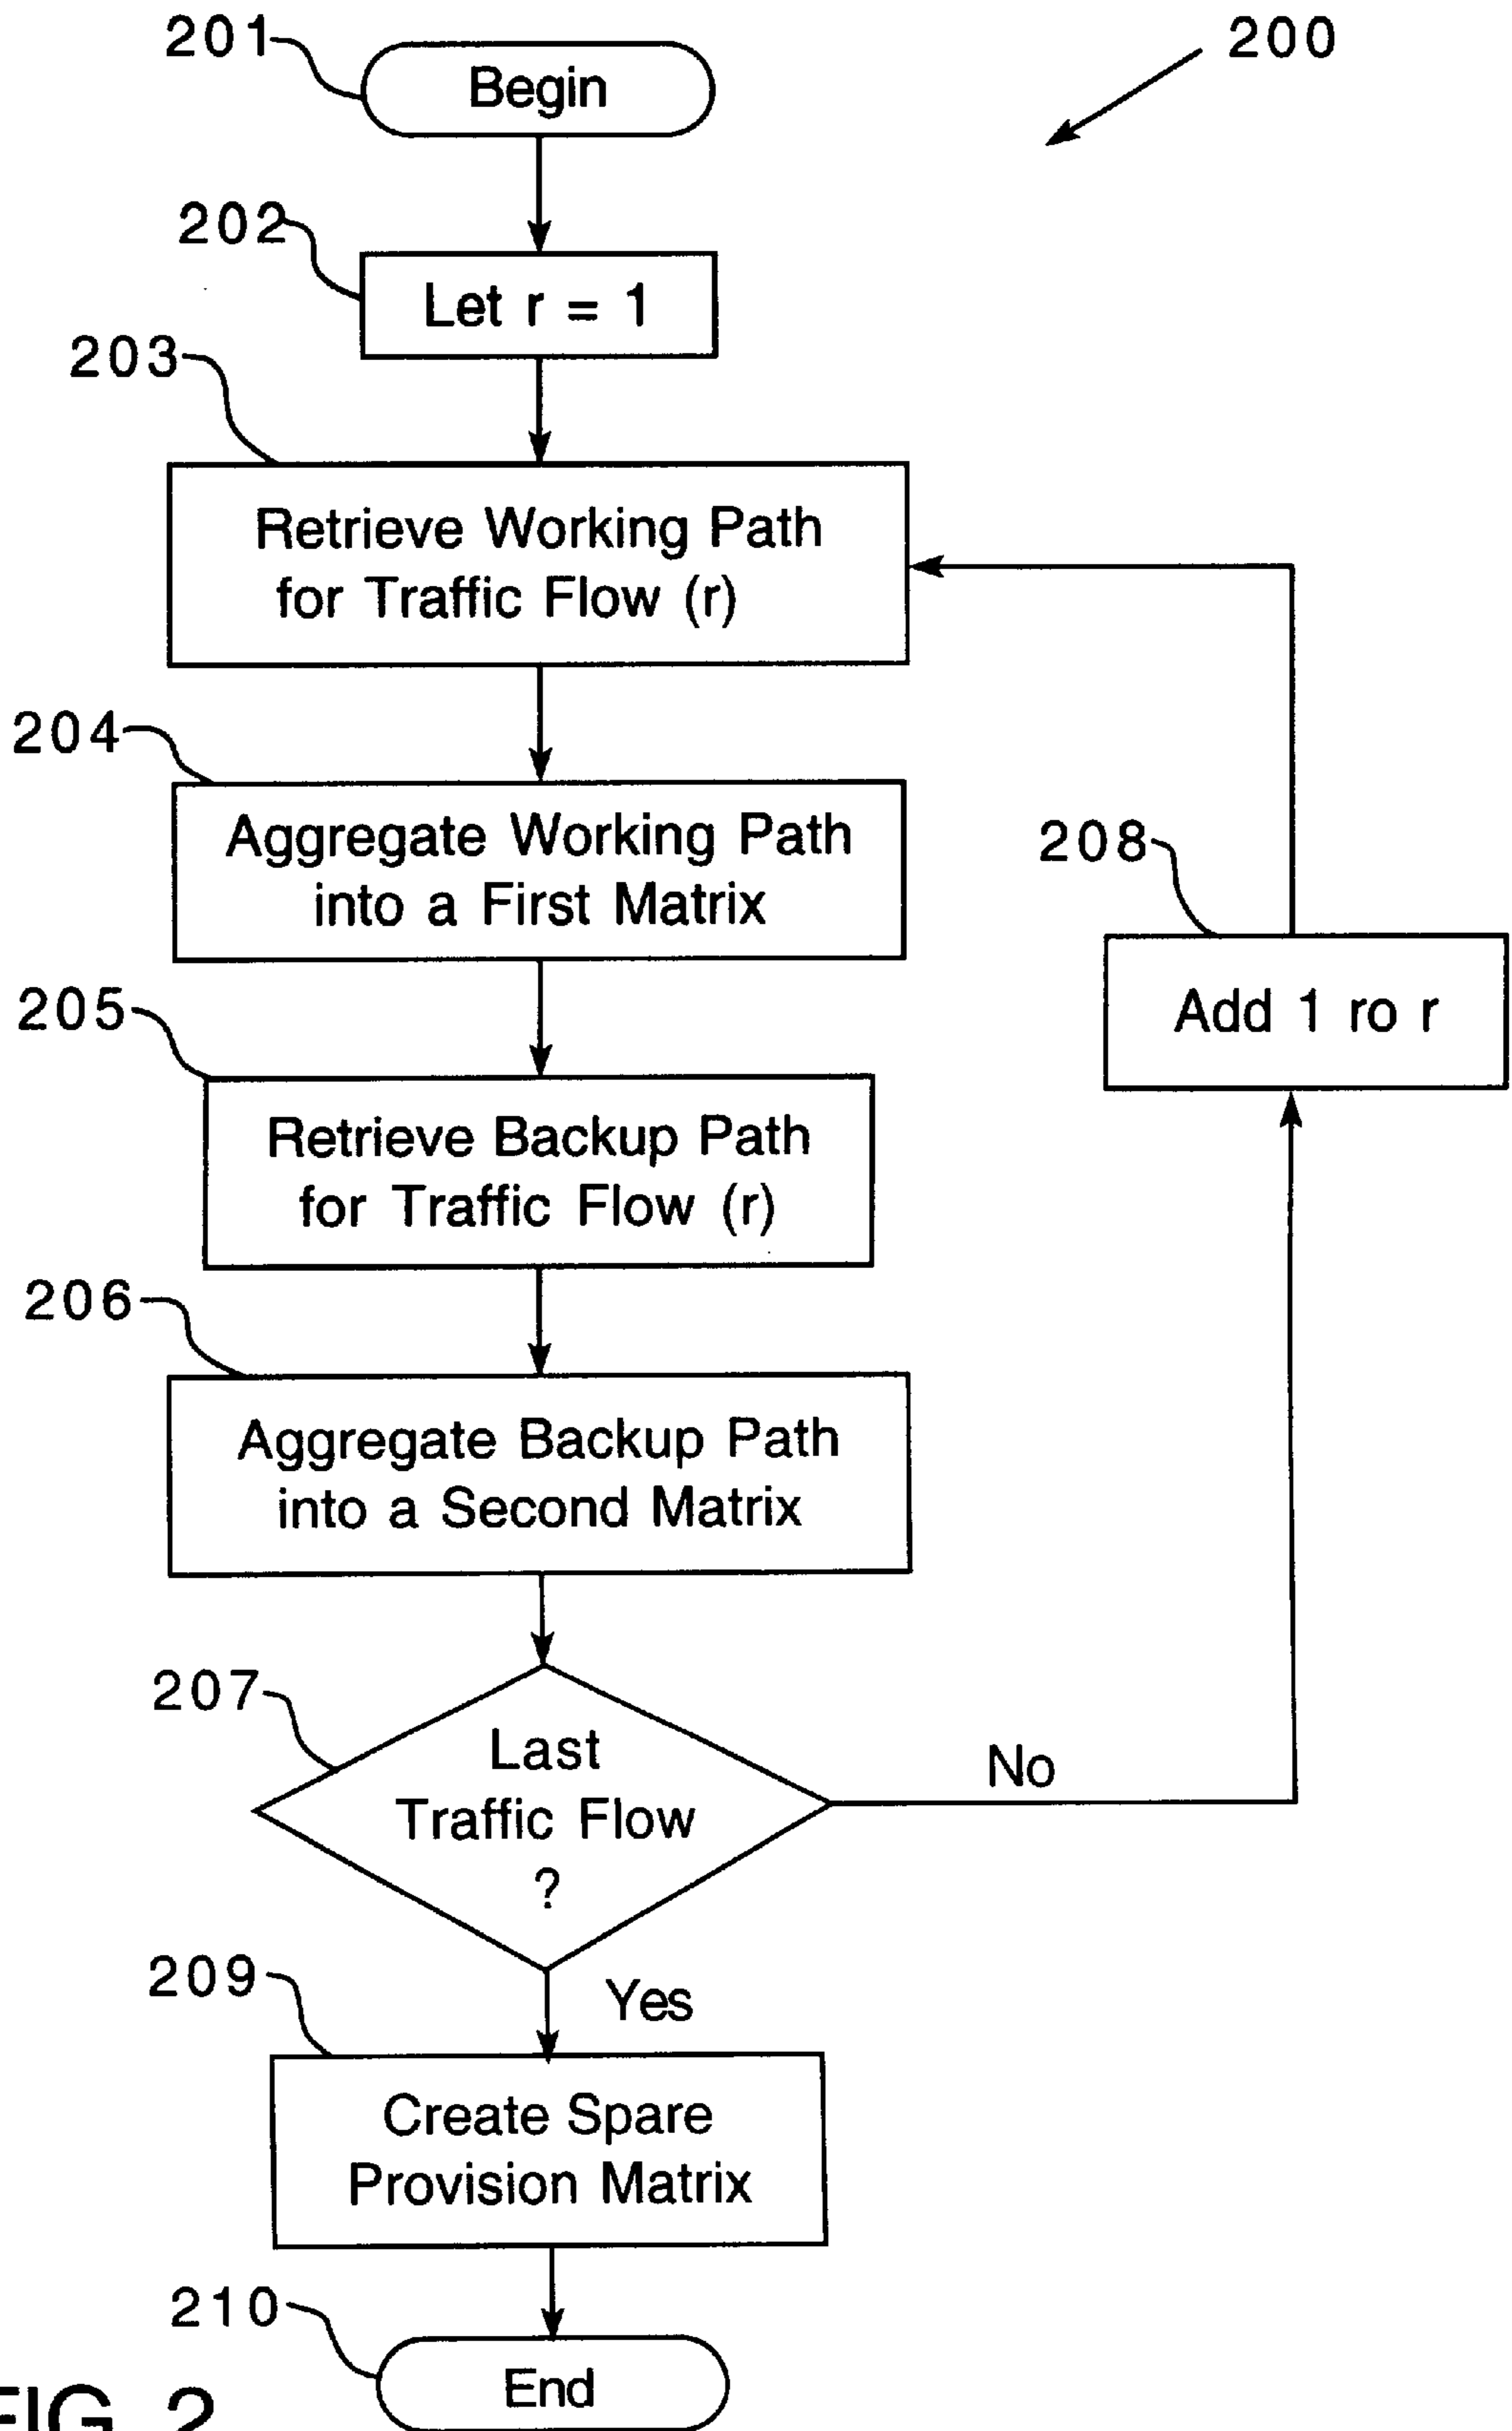 201
Begin
200
202
Let r = 1
203
Retrieve Working Path
for Traffic Flow (r)
204
Aggregate Working Path
into a First Matrix
208
Add 1 ro r
205
Retrieve Backup Path
for Traffic Flow (r)
206
Aggregate Backup Path
into a Second Matrix
207
Last
Traffic Flow
?
No
209
Yes
Create Spare
Provision Matrix
210
End
FIG. 2